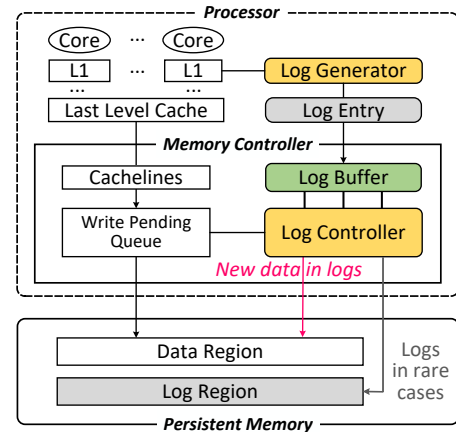 Processor
Core ... Core
L1 ... L1
Log Generator
... ...
Last Level Cache
Log Entry
Memory Controller
Cachelines
Log Buffer
Write Pending
Queue
Log Controller
New data in logs
Data Region
Logs
in rare
cases
Log Region
Persistent Memory